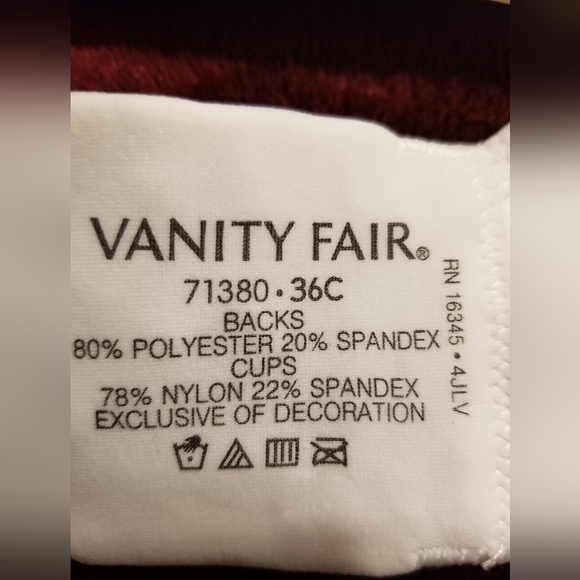 VANITY FAIR®
71380 • 36C
BACKS
80% POLYESTER 20% SPANDEX
CUPS
78% NYLON 22% SPANDEX
EXCLUSIVE OF DECORATION
RN 16345 • 4JLV